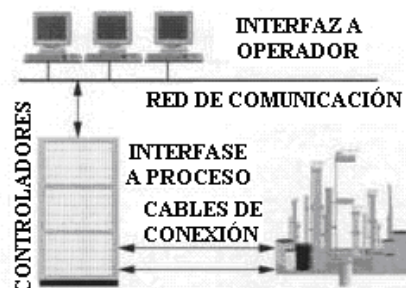 INTERFAZ A
OPERADOR
RED DE COMUNICACIÓN
CONTROLADORES
INTERFASE
A PROCESO
CABLES DE
CONEXIÓN